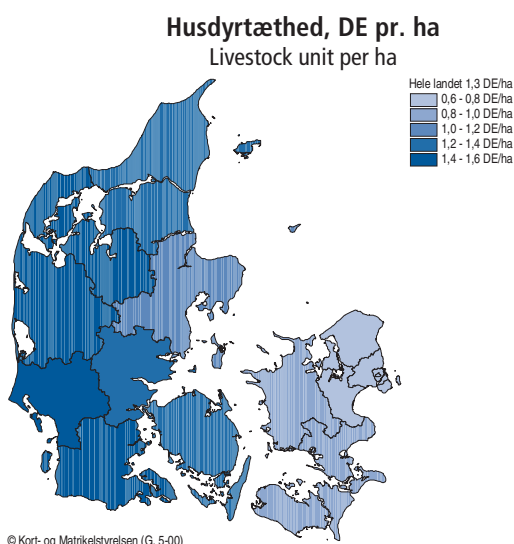 Husdyrtæthed, DE pr. ha
Livestock unit per ha
Hele landet 1,3 DE/ha
0,6 - 0,8 DE/ha
0,8 - 1,0 DE/ha
1,0 - 1,2 DE/ha
1,2 - 1,4 DE/ha
1,4 - 1,6 DE/ha
© Kort- og Matrikelstyrelsen (G. 5-00)